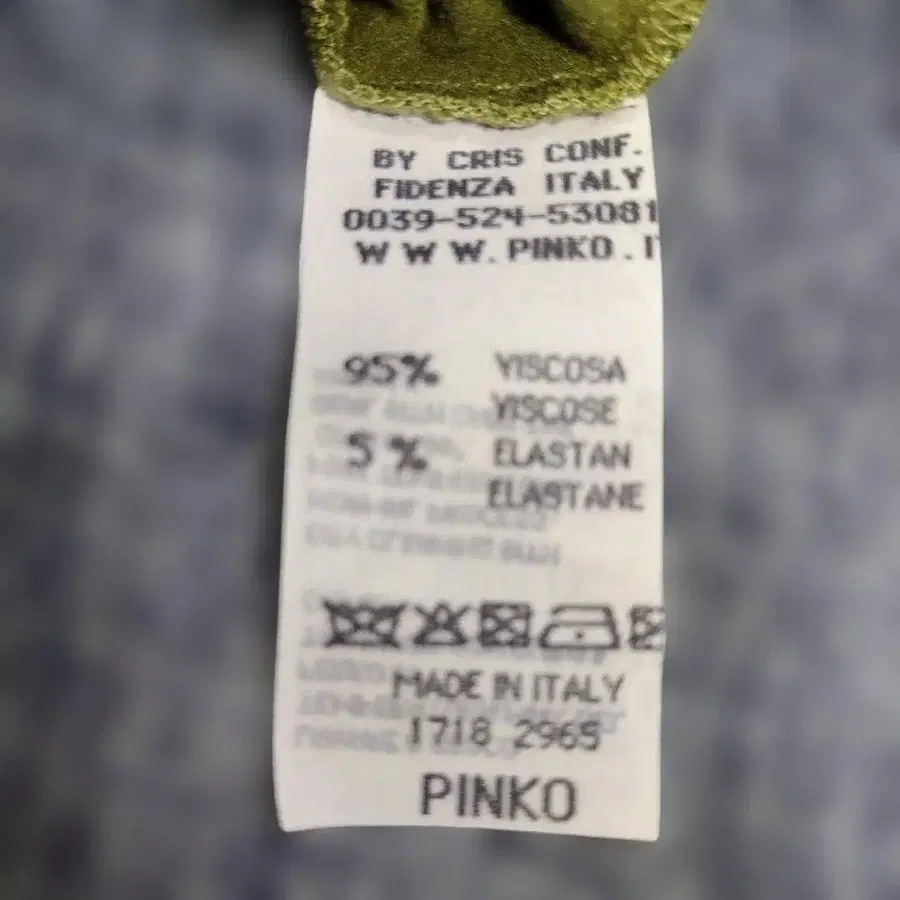 BY CRIS CONF.
FIDENZA ITALY
0039-524-53081
WWW.PINKO.I
95% VISCOSA
VISCOSE
5% ELASTAN
ELASTANE
MADE IN ITALY
1718 2965
PINKO